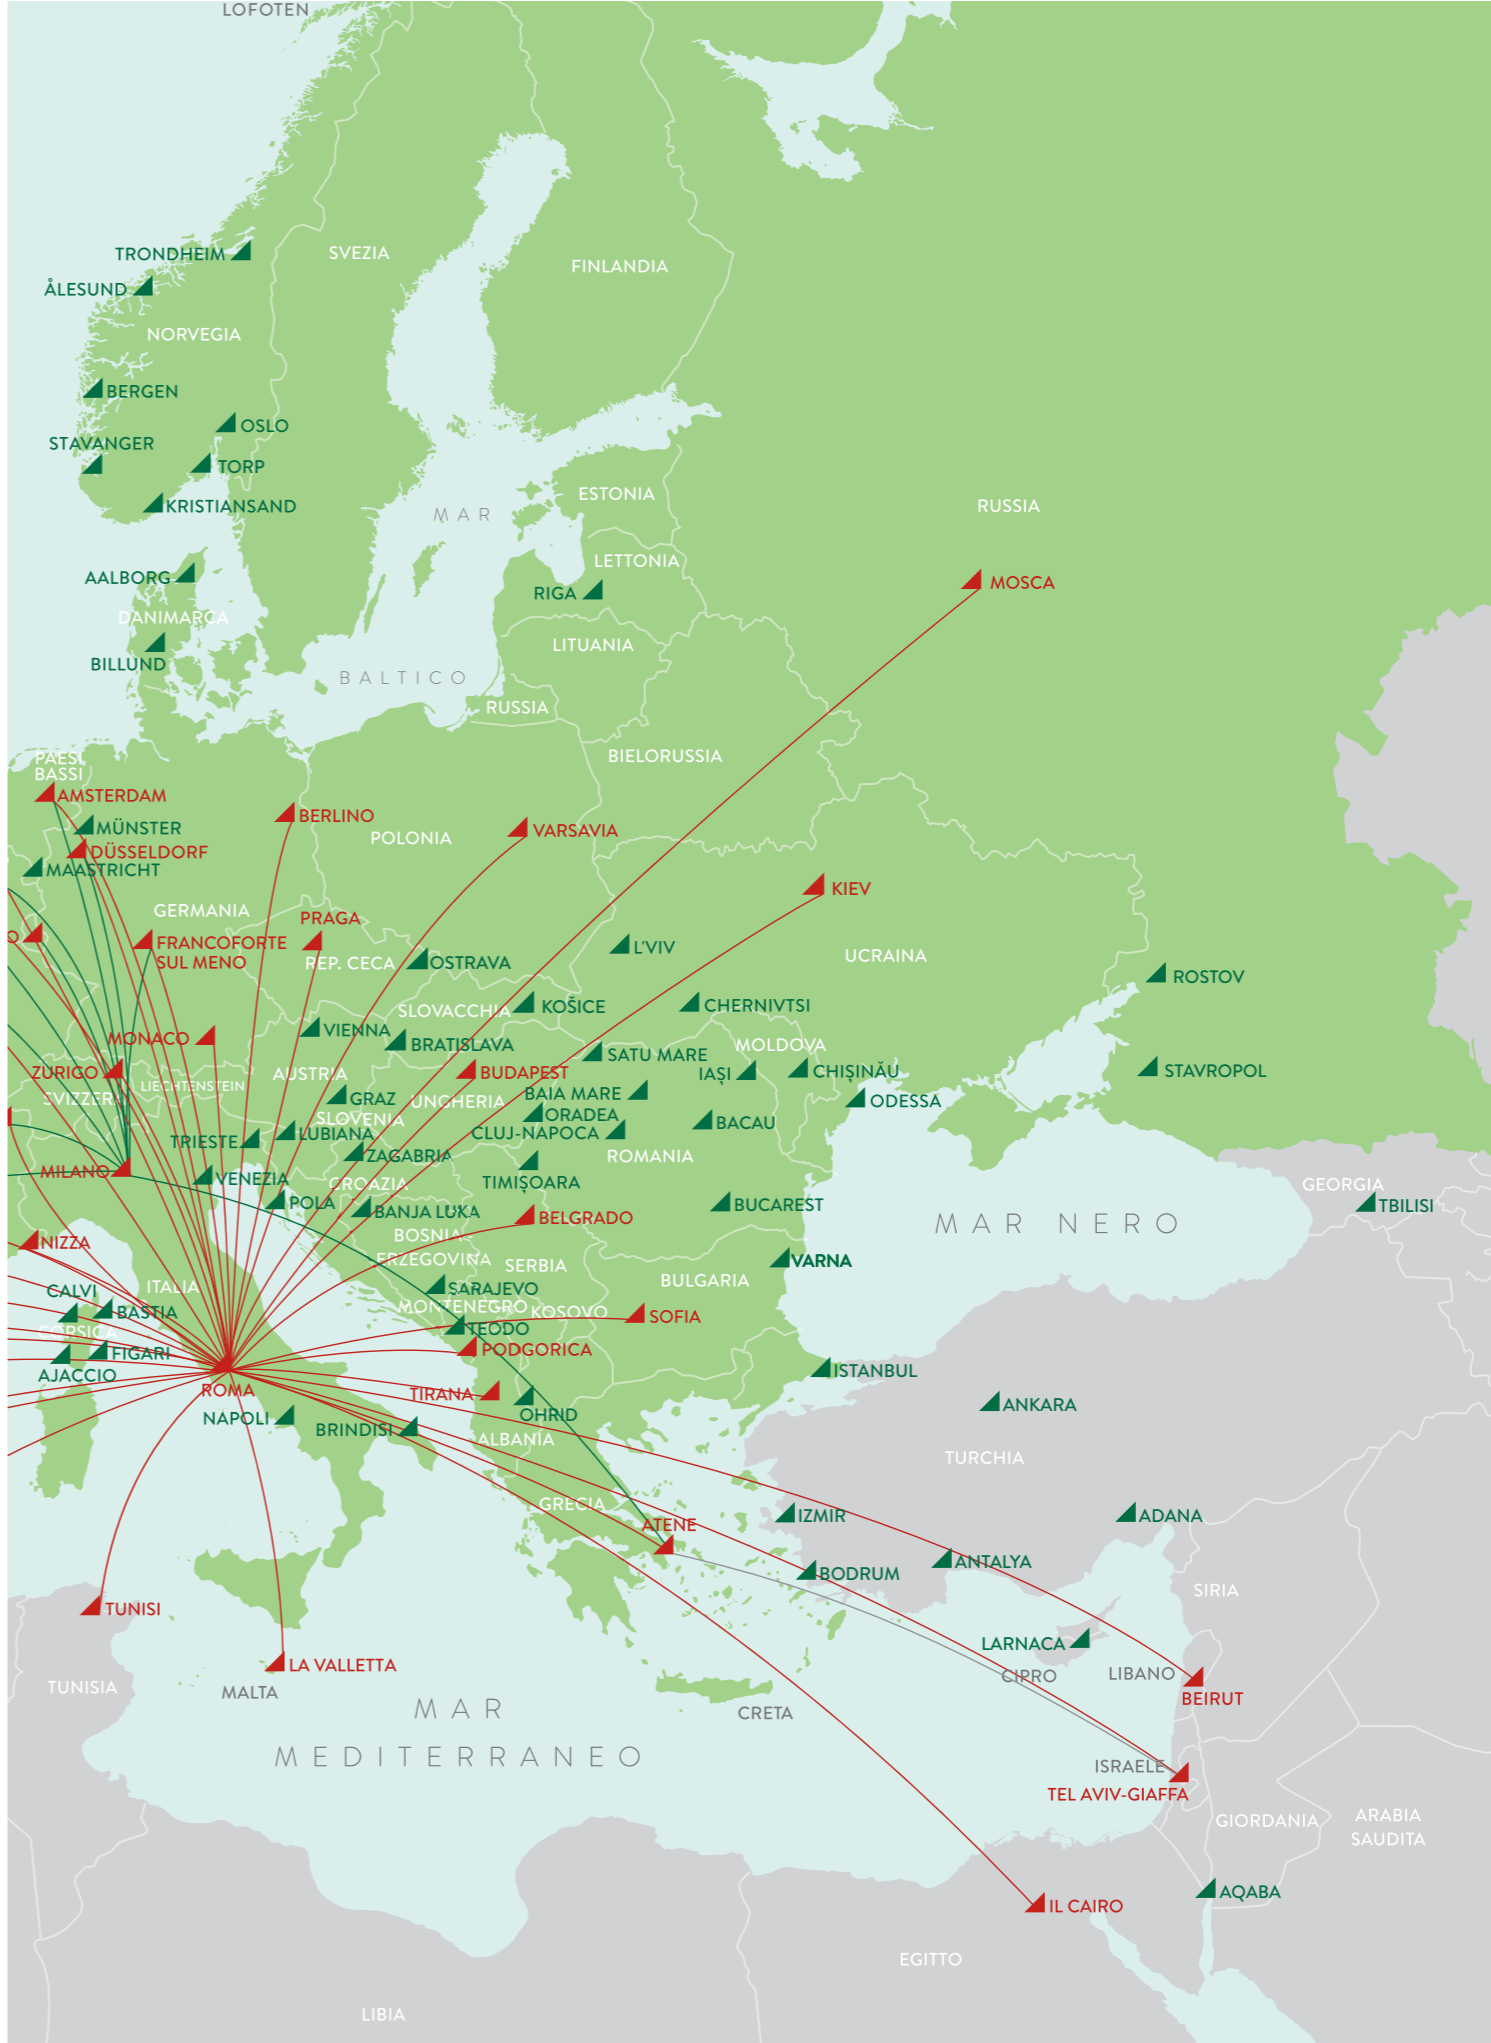 LOFOTEN
TRONDHEIM
SVEZIA
FINLANDIA
ÅLESUND
NORVEGIA
BERGEN
OSLO
STAVANGER
TORP
KRISTIANSAND
ESTONIA
RUSSIA
MAR
LETTONIA
AALBORG
MOSCA
RIGA
DANIMARCA
LITUANIA
BILLUND
BALTICO
RUSSIA
BIELORUSSIA
PAESI
BASSI
AMSTERDAM
BERLINO
MÜNSTER
VARSAVIA
POLONIA
DÜSSELDORF
MAASTRICHT
KIEV
GERMANIA
PRAGA
O
FRANCOFORTE
SUL MENO
L'VIV
UCRAINA
REP. CECA
OSTRAVA
ROSTOV
SLOVACCHIA
KOŠICE
CHERNIVTSI
VIENNA
MONACO
BRATISLAVA
MOLDOVA
SATU MARE
ZURIGO
AUSTRIA
BUDAPEST
IAȘI
CHIȘINĂU
STAVROPOL
LIECHTENSTEIN
SVIZZERA
GRAZ
UNGHERIA
BAIA MARE
ODESSA
SLOVENIA
ORADEA
BACAU
TRIESTE
LUBIANA
CLUJ-NAPOCA
ZAGABRIA
ROMANIA
MILANO
VENEZIA
CROAZIA
TIMIȘOARA
GEORGIA
POLA
BANJA LUKA
BUCAREST
TBILISI
BELGRADO
MAR NERO
BOSNIA-
NIZZA
ERZEGOVINA
SERBIA
VARNA
BULGARIA
CALVI
ITALIA
SARAJEVO
BASTIA
MONTENEGRO
KOSOVO
SOFIA
CORSICA
TEODO
FIGARI
PODGORICA
AJACCIO
ISTANBUL
ROMA
TIRANA
ANKARA
NAPOLI
OHRID
BRINDISI
ALBANIA
TURCHIA
GRECIA
IZMIR
ADANA
ATENE
ANTALYA
BODRUM
SIRIA
TUNISI
LARNACA
LA VALLETTA
CIPRO
LIBANO
TUNISIA
MALTA
BEIRUT
MAR
CRETA
MEDITERRANEO
ISRAELE
TEL AVIV-GIAFFA
GIORDANIA
ARABIA
SAUDITA
AQABA
IL CAIRO
EGITTO
LIBIA